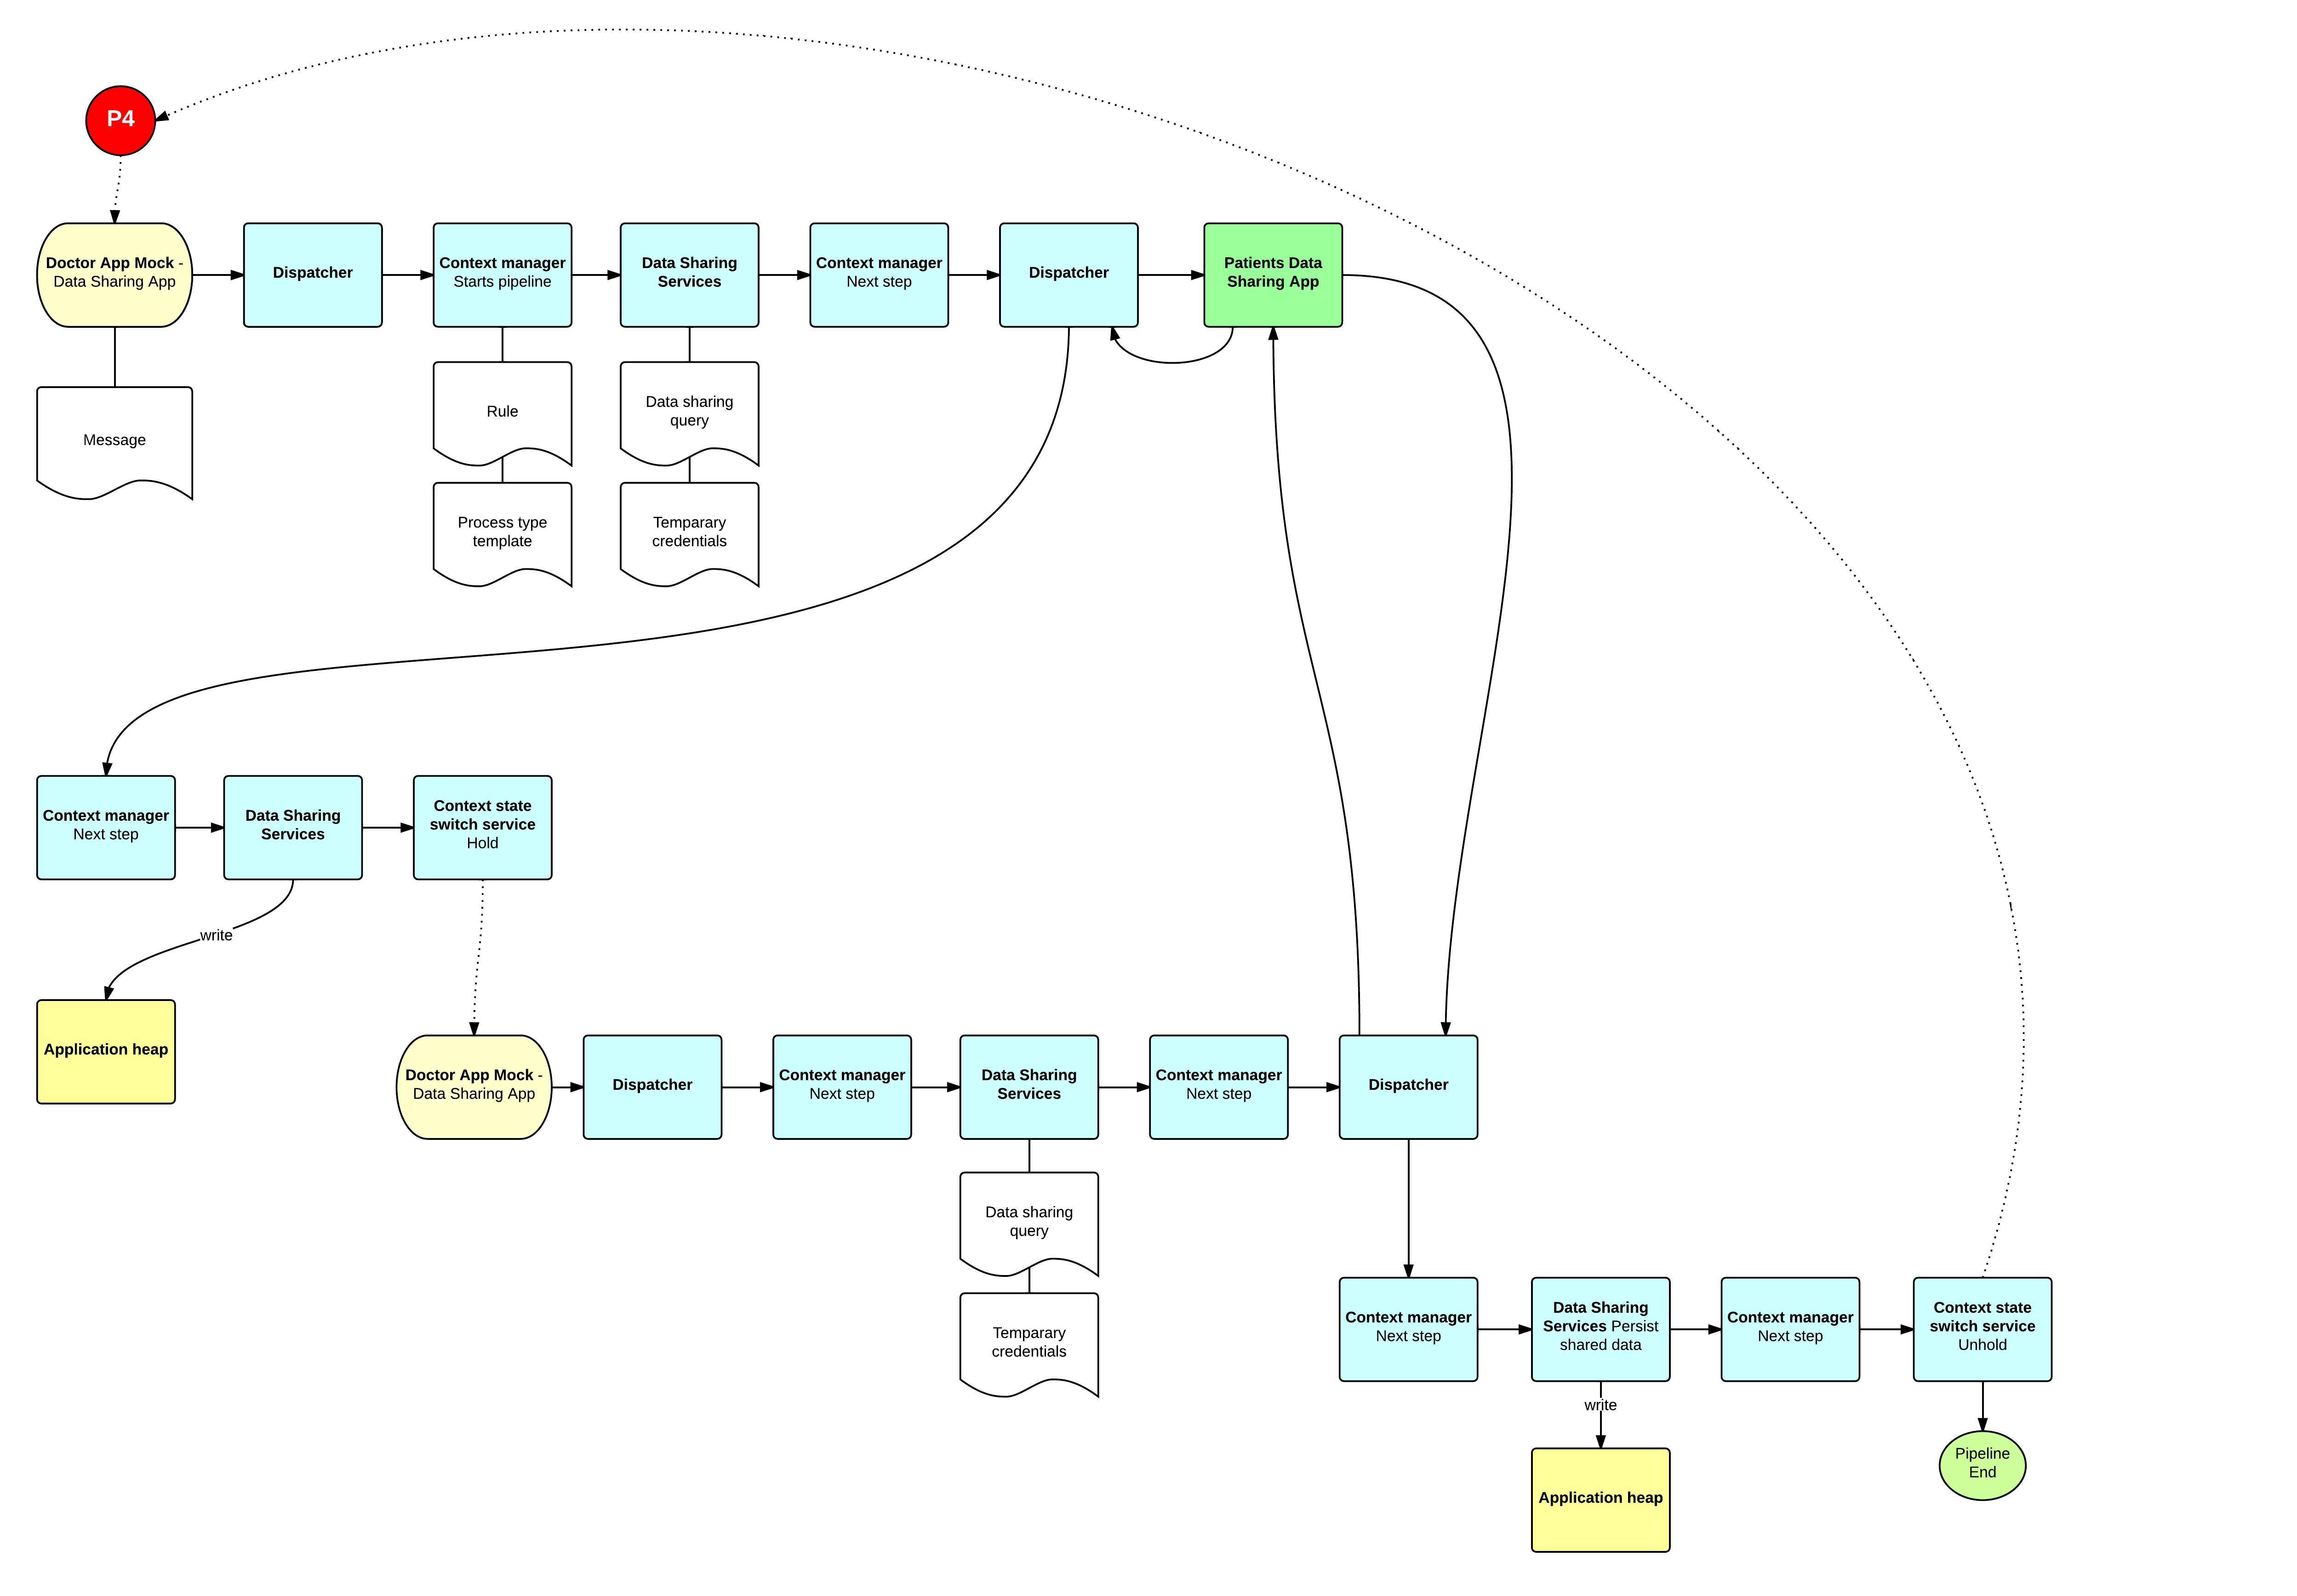 P4
Doctor App Mock -
Data Sharing App
Dispatcher
Context manager
Starts pipeline
Data Sharing
Services
Context manager
Next step
Dispatcher
Patients Data
Sharing App
Message
Rule
Data sharing
query
Process type
template
Temparary
credentials
Context manager
Next step
Data Sharing
Services
Context state
switch service
Hold
write
Application heap
Doctor App Mock -
Data Sharing App
Dispatcher
Context manager
Next step
Data Sharing
Services
Context manager
Next step
Dispatcher
Data sharing
query
Temparary
credentials
Context manager
Next step
Data Sharing
Services Persist
shared data
Context manager
Next step
Context state
switch service
Unhold
write
Application heap
Pipeline
End